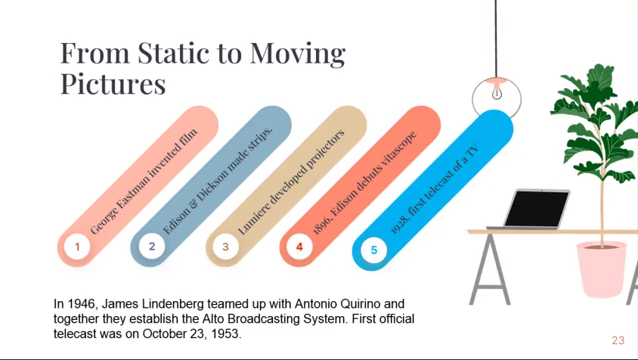 From Static to Moving
Pictures
George Eastman invented film
Edison & Dickson made strips.
Lumiere developed projectors
1896, Edison debuts vitascope
1928, first telecast of a TV
1
2
3
4
5
In 1946, James Lindenberg teamed up with Antonio Quirino and
together they establish the Alto Broadcasting System. First official
telecast was on October 23, 1953.
23